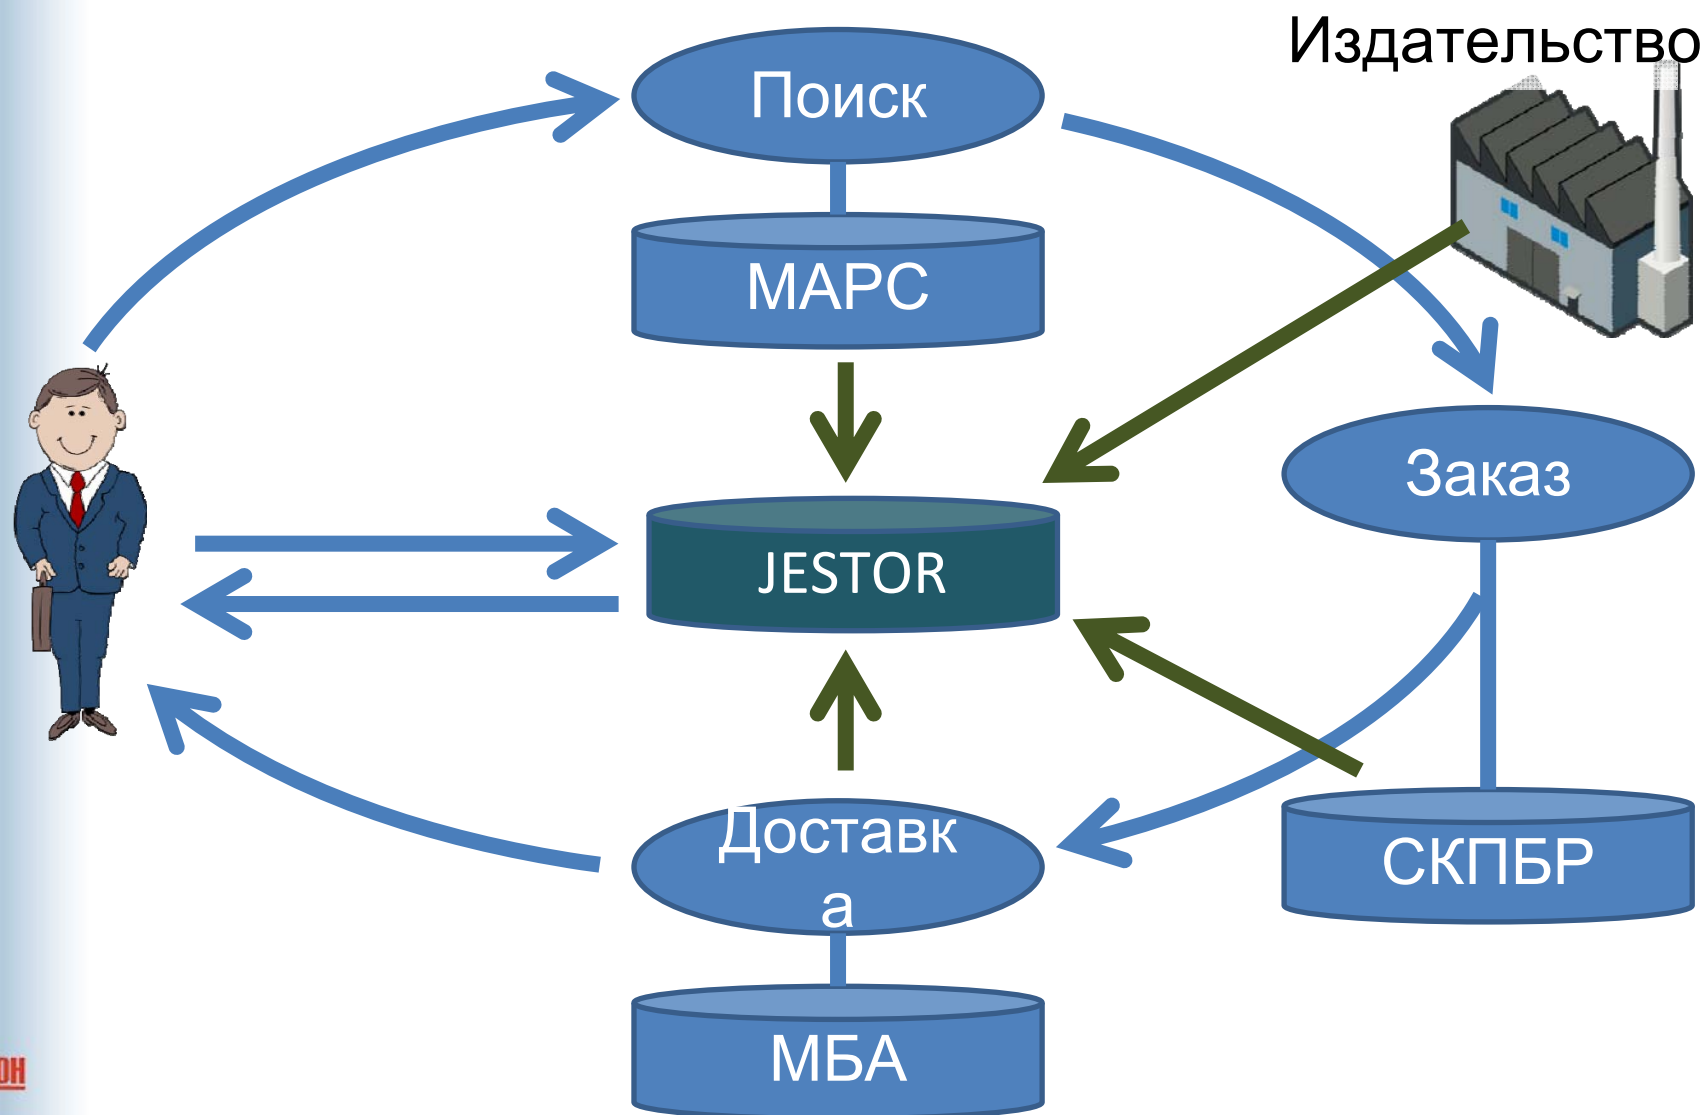 Издательство
Поиск
МАРС
Заказ
JESTOR
Доставк
а
СКПБР
МБА